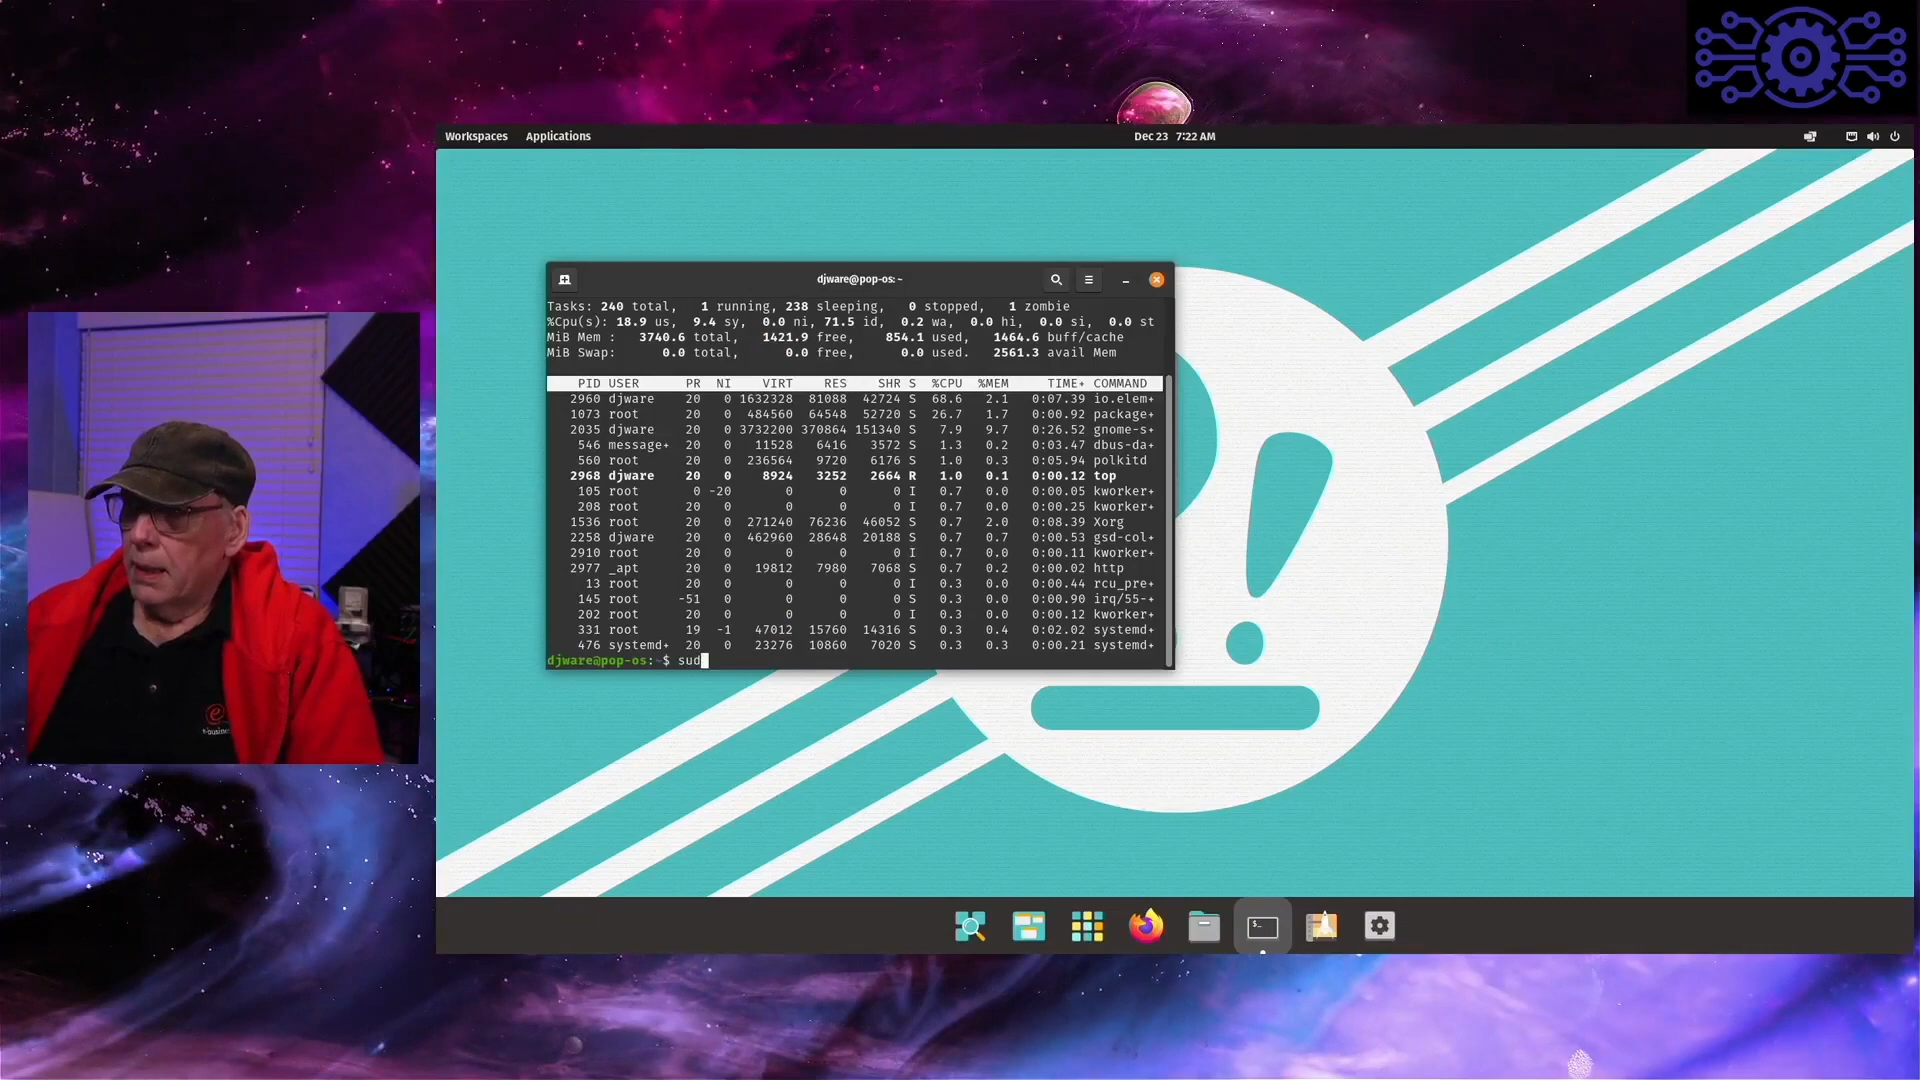 Workspaces Applications Dec 23 7:22 AM
djware@pop-os: ~
Tasks: 240 total, 1 running, 238 sleeping, 0 stopped, 1 zombie
%Cpu(s): 18.9 us, 9.4 sy, 0.0 ni, 71.5 id, 0.2 wa, 0.0 hi, 0.0 si, 0.0 st
MiB Mem : 3740.6 total, 1421.9 free, 854.1 used, 1464.6 buff/cache
MiB Swap: 0.0 total, 0.0 free, 0.0 used. 2561.3 avail Mem
PID USER PR NI VIRT RES SHR S %CPU %MEM TIME+ COMMAND
2960 djware 20 0 1632328 81088 42724 S 68.6 2.1 0:07.39 io.elem+
1073 root 20 0 484560 64548 52720 S 26.7 1.7 0:00.92 package+
2035 djware 20 0 3732200 370864 151340 S 7.9 9.7 0:26.52 gnome-s+
546 message+ 20 0 11528 6416 3572 S 1.3 0.2 0:03.47 dbus-da+
560 root 20 0 236564 9720 6176 S 1.0 0.3 0:05.94 polkitd
2968 djware 20 0 8924 3252 2664 R 1.0 0.1 0:00.12 top
105 root 0 -20 0 0 0 I 0.7 0.0 0:00.05 kworker+
208 root 20 0 0 0 0 I 0.7 0.0 0:00.25 kworker+
1536 root 20 0 271240 76236 46052 S 0.7 2.0 0:08.39 Xorg
2258 djware 20 0 462960 28648 20188 S 0.7 0.7 0:00.53 gsd-col+
2910 root 20 0 0 0 0 I 0.7 0.0 0:00.11 kworker+
2977 _apt 20 0 19812 7980 7068 S 0.7 0.2 0:00.02 http
13 root 20 0 0 0 0 I 0.3 0.0 0:00.44 rcu_pre+
145 root -51 0 0 0 0 S 0.3 0.0 0:00.90 irq/55-+
202 root 20 0 0 0 0 I 0.3 0.0 0:00.12 kworker+
331 root 19 -1 47012 15760 14316 S 0.3 0.4 0:02.02 systemd+
476 systemd+ 20 0 23276 10860 7020 S 0.3 0.3 0:00.21 systemd+
djware@pop-os:~$ sud